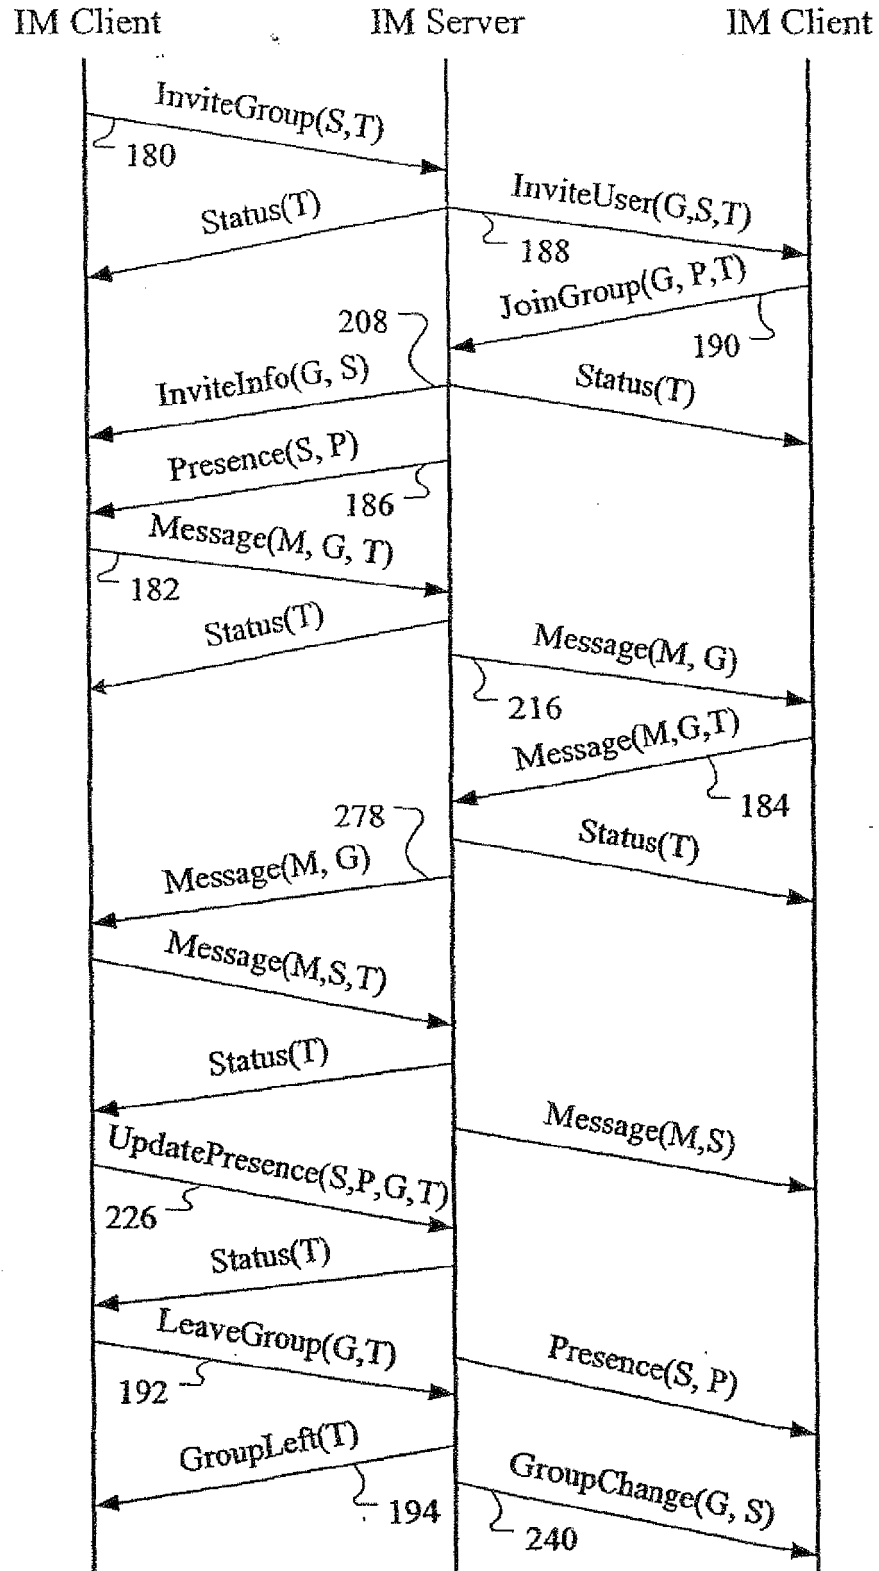 IM Client IM Server IM Client
InviteGroup(S,T)
180
InviteUser(G,S,T)
Status(T)
188
JoinGroup(G, P,T)
190
208
InviteInfo(G, S)
Status(T)
Presence(S, P)
186
Message(M, G, T)
182
Status(T)
Message(M, G)
216
Message(M,G,T)
184
278
Status(T)
Message(M, G)
Message(M,S,T)
Status(T)
Message(M,S)
UpdatePresence(S,P,G,T)
226
Status(T)
LeaveGroup(G,T)
192
Presence(S, P)
GroupLeft(T)
194
GroupChange(G, S)
240